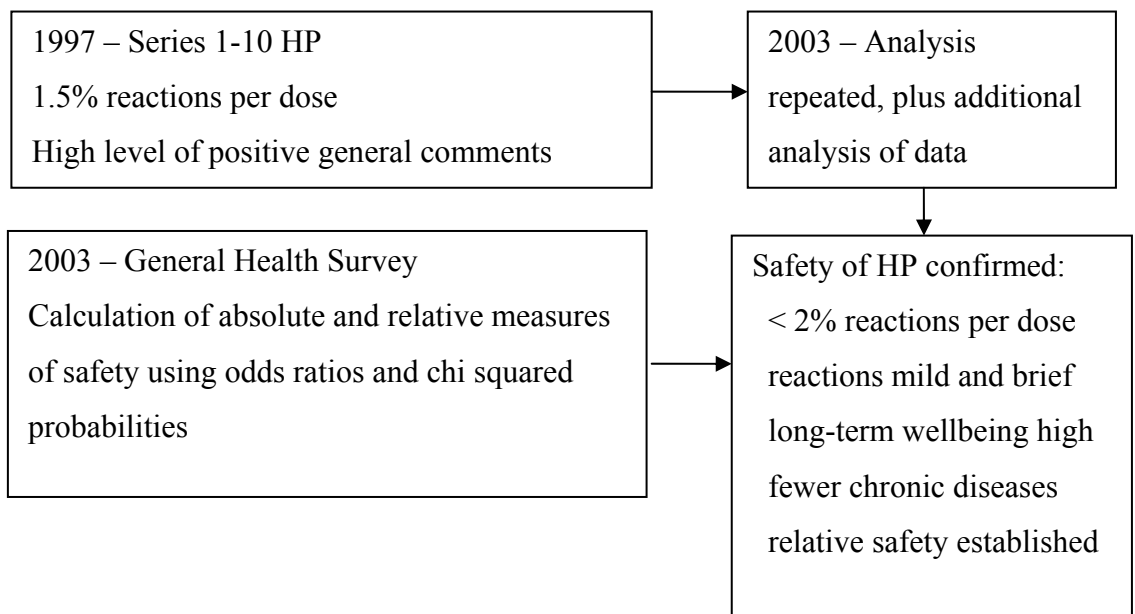 1997 – Series 1-10 HP
1.5% reactions per dose
High level of positive general comments
2003 – Analysis
repeated, plus additional
analysis of data
2003 – General Health Survey
Calculation of absolute and relative measures
of safety using odds ratios and chi squared
probabilities
Safety of HP confirmed:
< 2% reactions per dose
reactions mild and brief
long-term wellbeing high
fewer chronic diseases
relative safety established